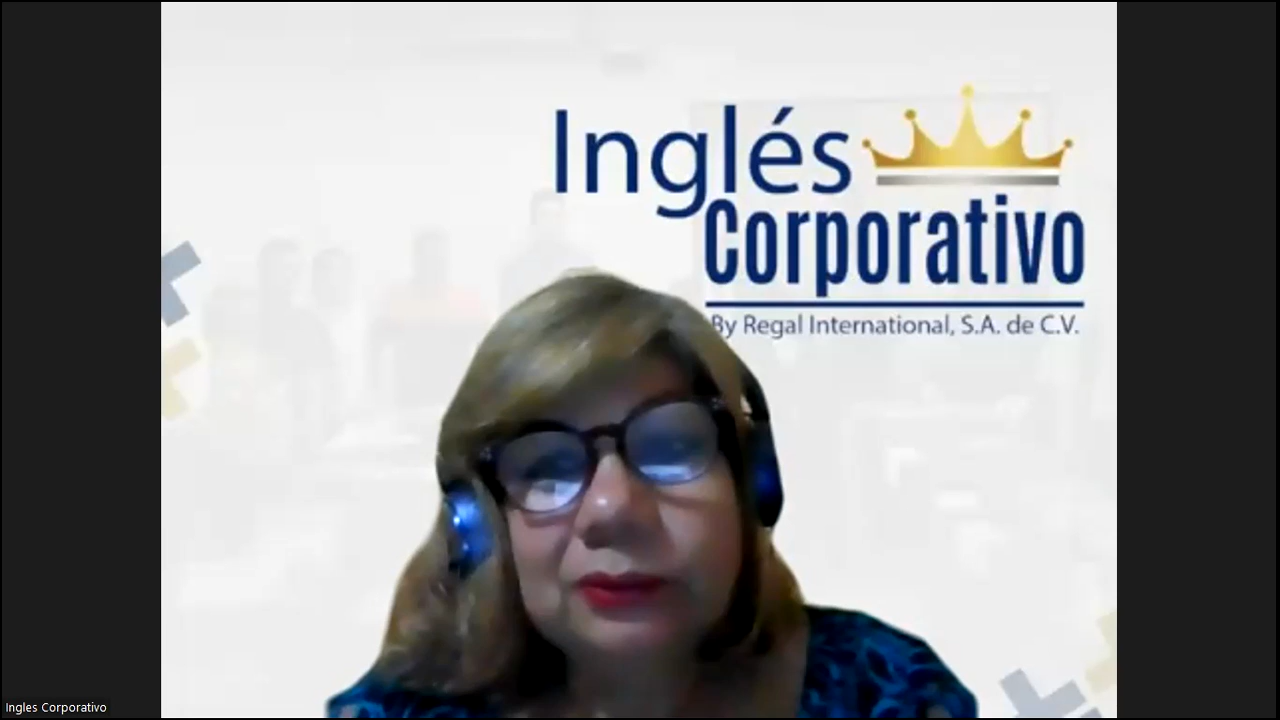 Inglés
Corporativo
By Regal International, S.A. de C.V.
Ingles Corporativo